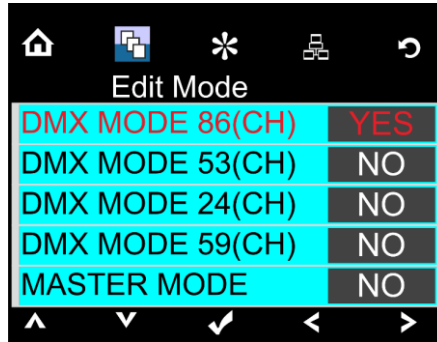 Edit Mode
DMX MODE 86(CH) YES
DMX MODE 53(CH) NO
DMX MODE 24(CH) NO
DMX MODE 59(CH) NO
MASTER MODE NO